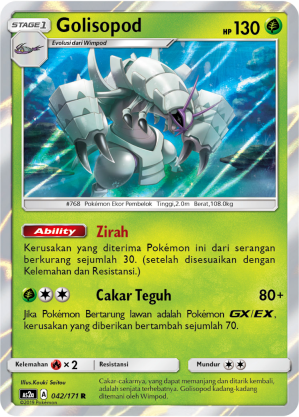 STAGE 1
Golisopod
HP 130
Evolusi dari Wimpod
#768 Pokémon Ekor Pembelok Tinggi,2.0m Berat,108.0kg
Ability Zirah
Kerusakan yang diterima Pokémon ini dari serangan
berkurang sejumlah 30. (setelah disesuaikan dengan
Kelemahan dan Resistansi.)
Cakar Teguh 80+
Jika Pokémon Bertarung lawan adalah Pokémon GX/EX,
kerusakan yang diberikan bertambah sejumlah 70.
Kelemahan × 2 Resistansi Mundur
Illus.Kouki Saitou
AS2a A 042/171 R
©2019 Pokémon
Cakar-cakarnya, yang dapat memanjang dan ditarik kembali,
adalah senjata terhebatnya. Golisopod kadang-kadang
ditemani oleh Wimpod.